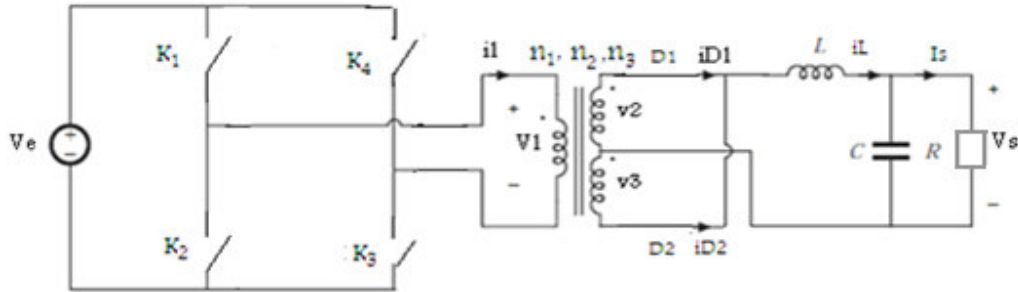 K1
K4
i1
n1, n2, n3
D1
iD1
L
iL
Is
Ve
+
−
+
V1
−
v2
v3
C
R
+
Vs
−
K2
K3
D2
iD2